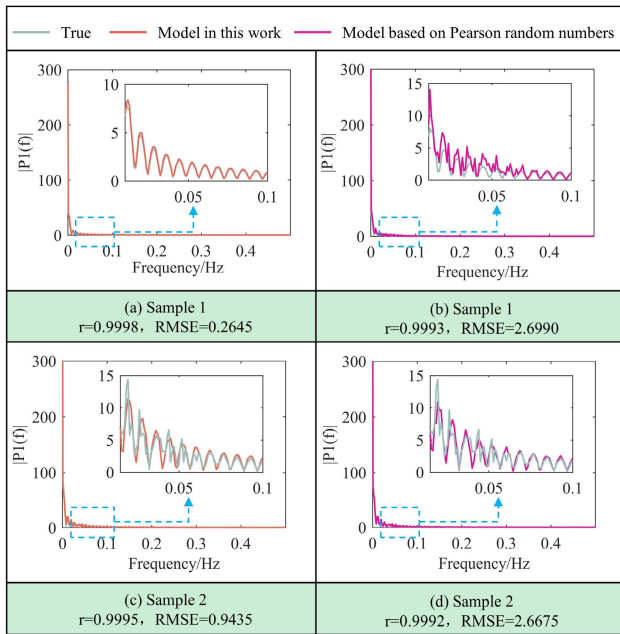 True Model in this work Model based on Pearson random numbers
300
200
100
0
|P1(f)|
10
5
0
0.05 0.1
0 0.1 0.2 0.3 0.4
Frequency/Hz
300
200
100
0
|P1(f)|
15
10
5
0
0.05 0.1
0 0.1 0.2 0.3 0.4
Frequency/Hz
(a) Sample 1
r=0.9998，RMSE=0.2645
(b) Sample 1
r=0.9993，RMSE=2.6990
300
200
100
0
|P1(f)|
15
10
5
0
0.05 0.1
0 0.1 0.2 0.3 0.4
Frequency/Hz
300
200
100
0
|P1(f)|
15
10
5
0
0.05 0.1
0 0.1 0.2 0.3 0.4
Frequency/Hz
(c) Sample 2
r=0.9995，RMSE=0.9435
(d) Sample 2
r=0.9992，RMSE=2.6675